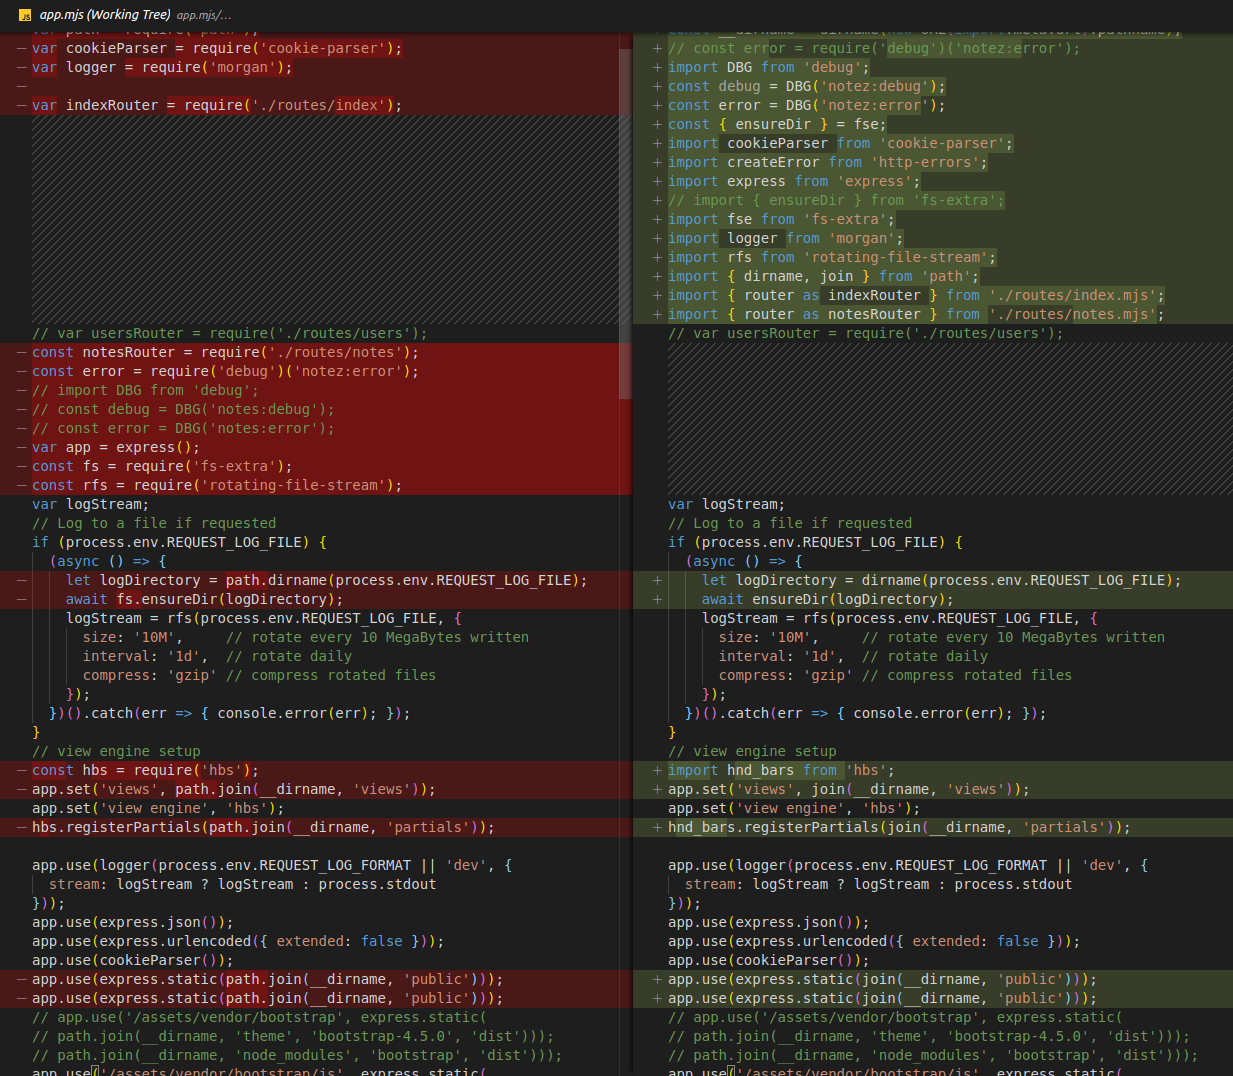 JS app.mjs (Working Tree) app.mjs/...
var cookieParser = require('cookie-parser');
var logger = require('morgan');
var indexRouter = require('./routes/index');
// var usersRouter = require('./routes/users');
const notesRouter = require('./routes/notes');
const error = require('debug')('notez:error');
// import DBG from 'debug';
// const debug = DBG('notes:debug');
// const error = DBG('notes:error');
var app = express();
const fs = require('fs-extra');
const rfs = require('rotating-file-stream');
var logStream;
// Log to a file if requested
if (process.env.REQUEST_LOG_FILE) {
(async () => {
let logDirectory = path.dirname(process.env.REQUEST_LOG_FILE);
await fs.ensureDir(logDirectory);
logStream = rfs(process.env.REQUEST_LOG_FILE, {
size: '10M',     // rotate every 10 MegaBytes written
interval: '1d',  // rotate daily
compress: 'gzip' // compress rotated files
});
})().catch(err => { console.error(err); });
}
// view engine setup
const hbs = require('hbs');
app.set('views', path.join(__dirname, 'views'));
app.set('view engine', 'hbs');
hbs.registerPartials(path.join(__dirname, 'partials'));
app.use(logger(process.env.REQUEST_LOG_FORMAT || 'dev', {
stream: logStream ? logStream : process.stdout
}));
app.use(express.json());
app.use(express.urlencoded({ extended: false }));
app.use(cookieParser());
app.use(express.static(path.join(__dirname, 'public')));
app.use(express.static(path.join(__dirname, 'public')));
// app.use('/assets/vendor/bootstrap', express.static(
// path.join(__dirname, 'theme', 'bootstrap-4.5.0', 'dist')));
// path.join(__dirname, 'node_modules', 'bootstrap', 'dist')));
app.use('/assets/vendor/bootstrap/js', express.static(
// const error = require('debug')('notez:error');
import DBG from 'debug';
const debug = DBG('notez:debug');
const error = DBG('notez:error');
const { ensureDir } = fse;
import cookieParser from 'cookie-parser';
import createError from 'http-errors';
import express from 'express';
// import { ensureDir } from 'fs-extra';
import fse from 'fs-extra';
import logger from 'morgan';
import rfs from 'rotating-file-stream';
import { dirname, join } from 'path';
import { router as indexRouter } from './routes/index.mjs';
import { router as notesRouter } from './routes/notes.mjs';
// var usersRouter = require('./routes/users');
var logStream;
// Log to a file if requested
if (process.env.REQUEST_LOG_FILE) {
(async () => {
let logDirectory = dirname(process.env.REQUEST_LOG_FILE);
await ensureDir(logDirectory);
logStream = rfs(process.env.REQUEST_LOG_FILE, {
size: '10M',     // rotate every 10 MegaBytes written
interval: '1d',  // rotate daily
compress: 'gzip' // compress rotated files
});
})().catch(err => { console.error(err); });
}
// view engine setup
import hnd_bars from 'hbs';
app.set('views', join(__dirname, 'views'));
app.set('view engine', 'hbs');
hnd_bars.registerPartials(join(__dirname, 'partials'));
app.use(logger(process.env.REQUEST_LOG_FORMAT || 'dev', {
stream: logStream ? logStream : process.stdout
}));
app.use(express.json());
app.use(express.urlencoded({ extended: false }));
app.use(cookieParser());
app.use(express.static(join(__dirname, 'public')));
app.use(express.static(join(__dirname, 'public')));
// app.use('/assets/vendor/bootstrap', express.static(
// path.join(__dirname, 'theme', 'bootstrap-4.5.0', 'dist')));
// path.join(__dirname, 'node_modules', 'bootstrap', 'dist')));
app.use('/assets/vendor/bootstrap/js', express.static(